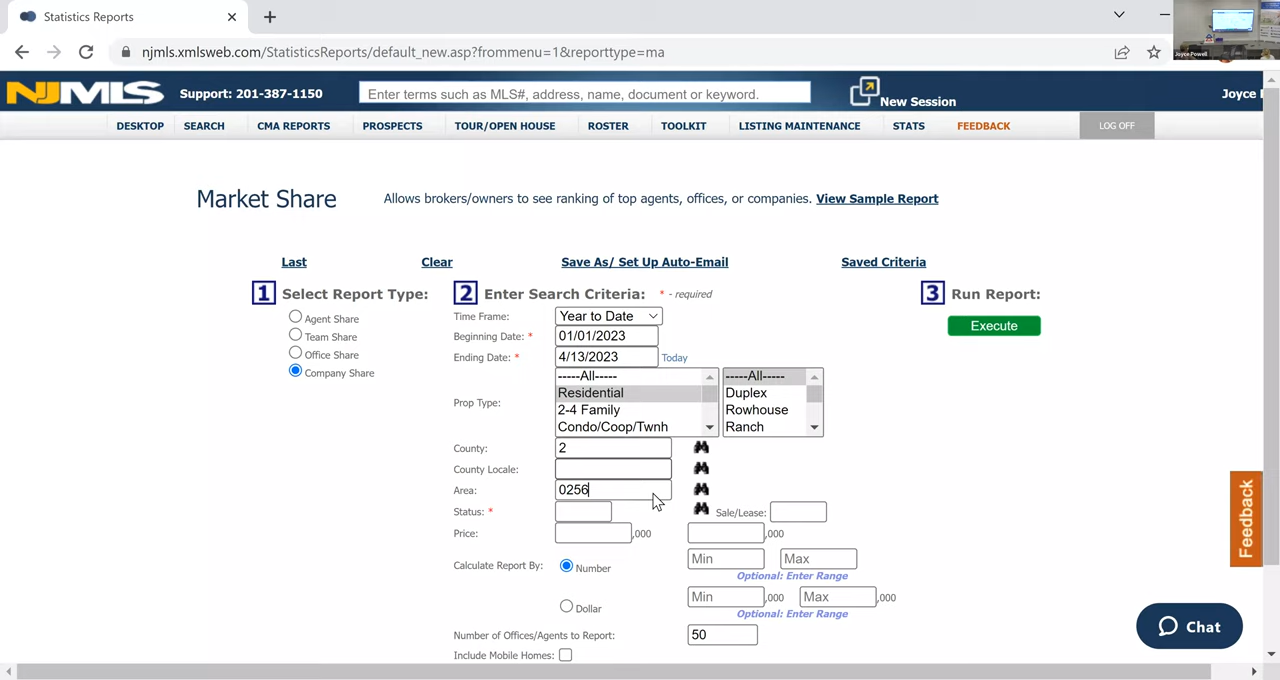 Statistics Reports
njmls.xmlsweb.com/StatisticsReports/default_new.asp?frommenu=1&reporttype=ma
Joyce Powell
NJMLS Support: 201-387-1150 Enter terms such as MLS#, address, name, document or keyword. New Session Joyce
DESKTOP SEARCH CMA REPORTS PROSPECTS TOUR/OPEN HOUSE ROSTER TOOLKIT LISTING MAINTENANCE STATS FEEDBACK LOG OFF
Market Share Allows brokers/owners to see ranking of top agents, offices, or companies. View Sample Report
Last Clear Save As/ Set Up Auto-Email Saved Criteria
1 Select Report Type: 2 Enter Search Criteria: * - required 3 Run Report:
Agent Share Time Frame: Year to Date Execute
Team Share Beginning Date: * 01/01/2023
Office Share Ending Date: * 4/13/2023 Today
Company Share -----All----- -----All-----
Residential Duplex
Prop Type: 2-4 Family Rowhouse
Condo/Coop/Twnh Ranch
County: 2
County Locale:
Area: 0256
Status: * Sale/Lease:
Price: ,000 ,000
Calculate Report By: Number Min Max
Optional: Enter Range
Dollar Min ,000 Max ,000
Optional: Enter Range
Number of Offices/Agents to Report: 50
Include Mobile Homes:
Feedback
Chat